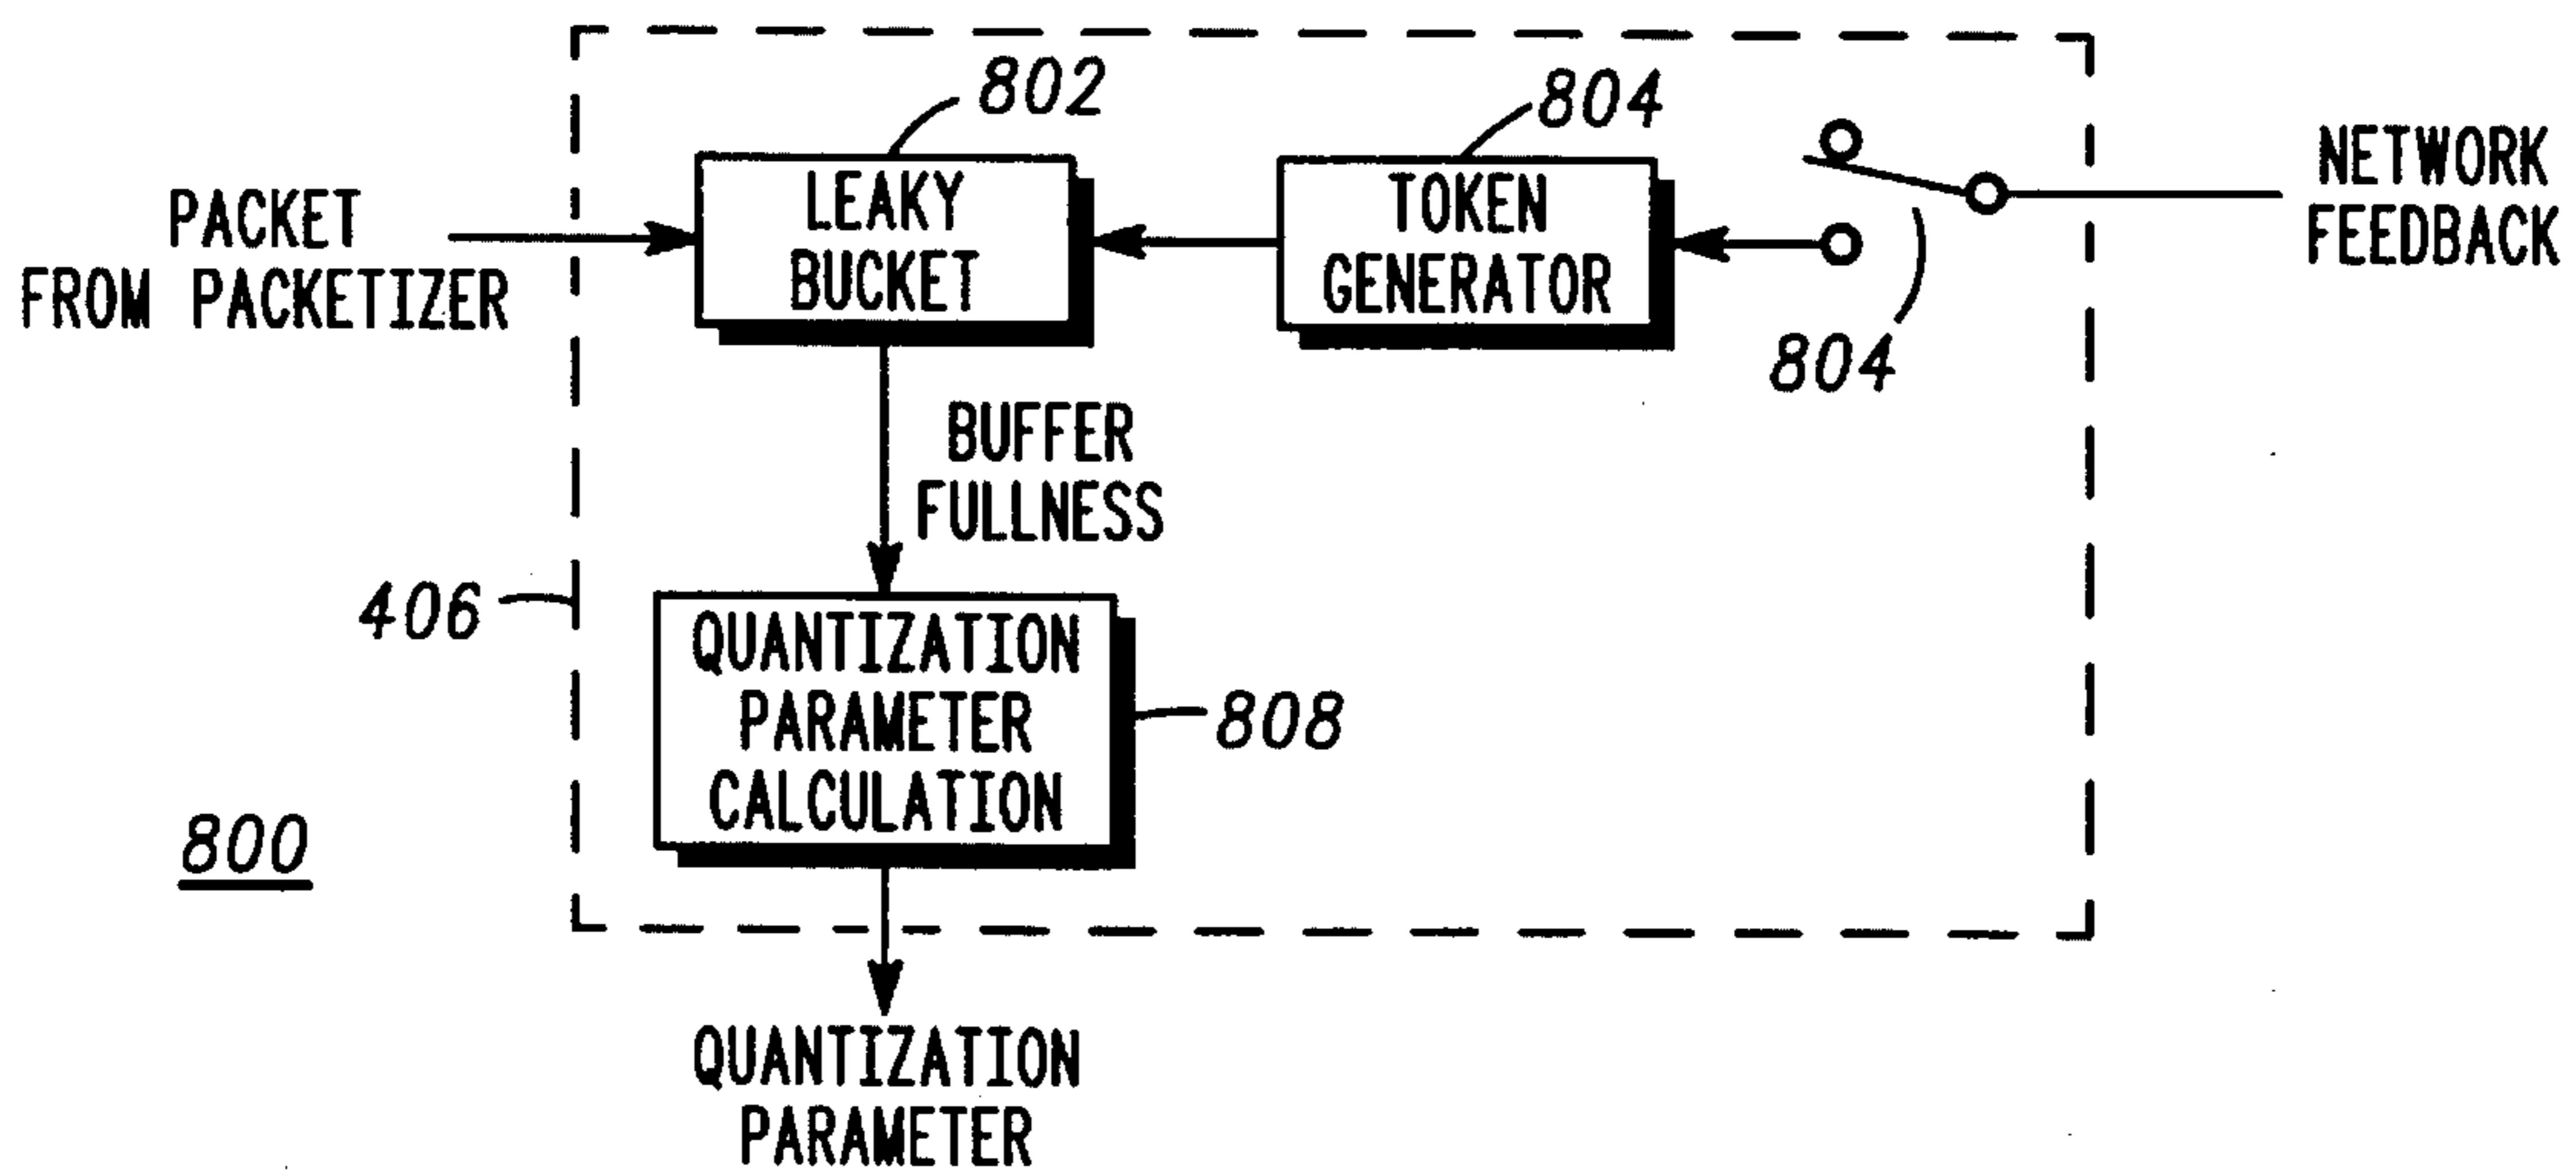 802
804
LEAKY
BUCKET
TOKEN
GENERATOR
NETWORK
FEEDBACK
PACKET
FROM PACKETIZER
804
BUFFER
FULLNESS
406
QUANTIZATION
PARAMETER
CALCULATION
808
800
QUANTIZATION
PARAMETER